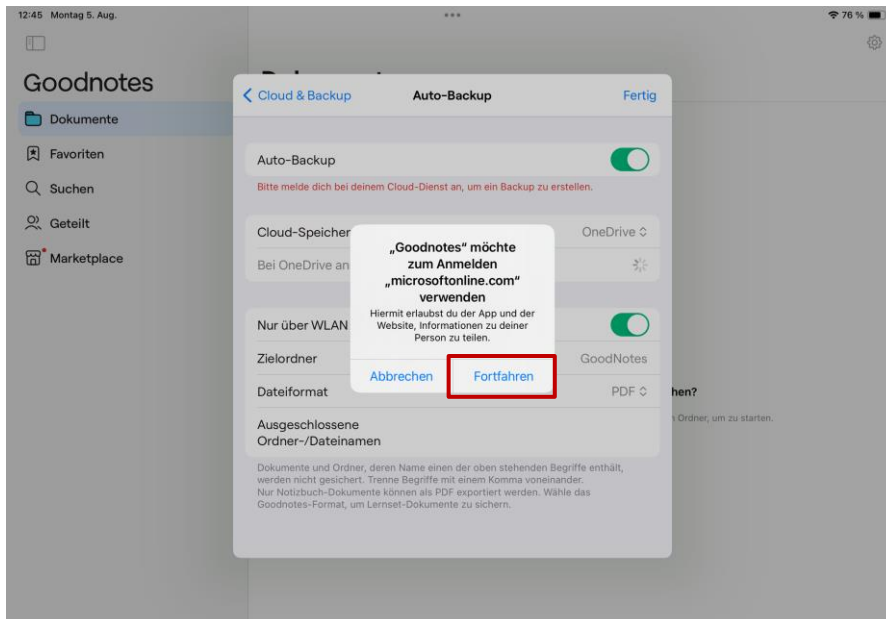 12:45 Montag 5. Aug.
76 %
Goodnotes
Dokumente
Favoriten
Suchen
Geteilt
Marketplace
Cloud & Backup
Auto-Backup
Fertig
Auto-Backup
Bitte melde dich bei deinem Cloud-Dienst an, um ein Backup zu erstellen.
Cloud-Speicher
OneDrive
Bei OneDrive an
„Goodnotes“ möchte
zum Anmelden
„microsoftonline.com“
verwenden
Hiermit erlaubst du der App und der
Website, Informationen zu deiner
Person zu teilen.
Abbrechen
Fortfahren
Nur über WLAN
Zielordner
GoodNotes
Dateiformat
PDF
Ausgeschlossene
Ordner-/Dateinamen
Dokumente und Ordner, deren Name einen der oben stehenden Begriffe enthält,
werden nicht gesichert. Trenne Begriffe mit einem Komma voneinander.
Nur Notizbuch-Dokumente können als PDF exportiert werden. Wähle das
Goodnotes-Format, um Lernset-Dokumente zu sichern.
hen?
Ordner, um zu starten.